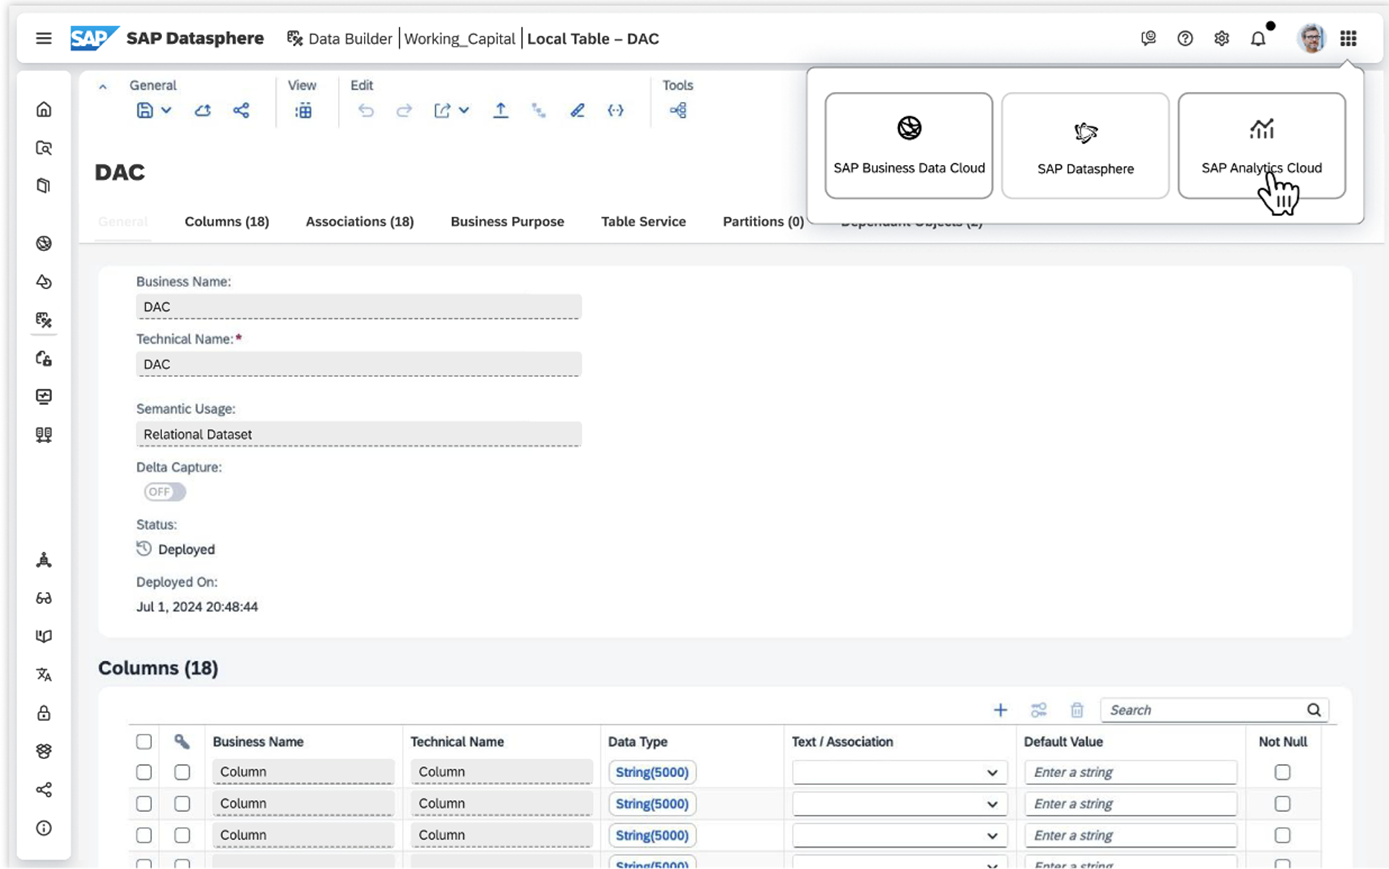 SAP SAP Datasphere Data Builder Working_Capital Local Table – DAC
General View Edit Tools
SAP Business Data Cloud SAP Datasphere SAP Analytics Cloud
DAC
General Columns (18) Associations (18) Business Purpose Table Service Partitions (0) Dependant Objects (2)
Business Name:
DAC
Technical Name:*
DAC
Semantic Usage:
Relational Dataset
Delta Capture:
OFF
Status:
Deployed
Deployed On:
Jul 1, 2024 20:48:44
Columns (18)
Search
Business Name Technical Name Data Type Text / Association Default Value Not Null
Column Column String(5000) Enter a string
Column Column String(5000) Enter a string
Column Column String(5000) Enter a string
String(5000) Enter a string